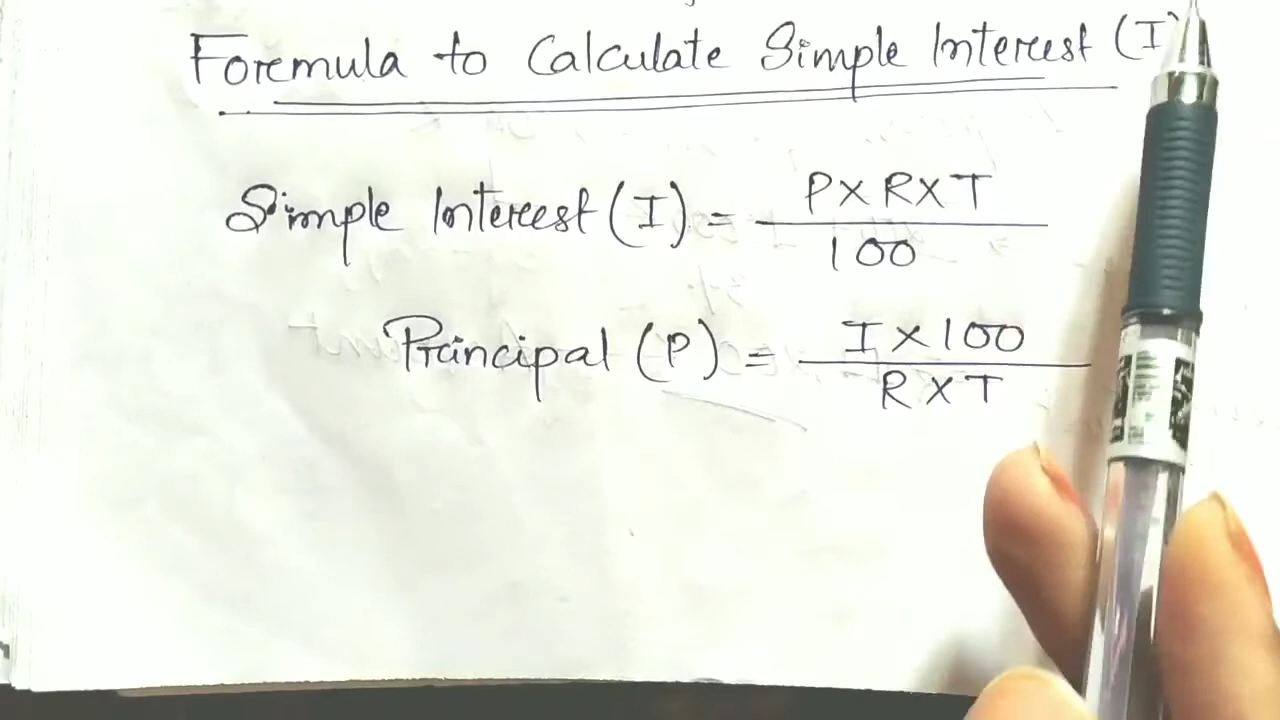 Formula to Calculate Simple Interest (I)
Simple Interest (I) = P X R X T / 100
Principal (P) = I X 100 / R X T